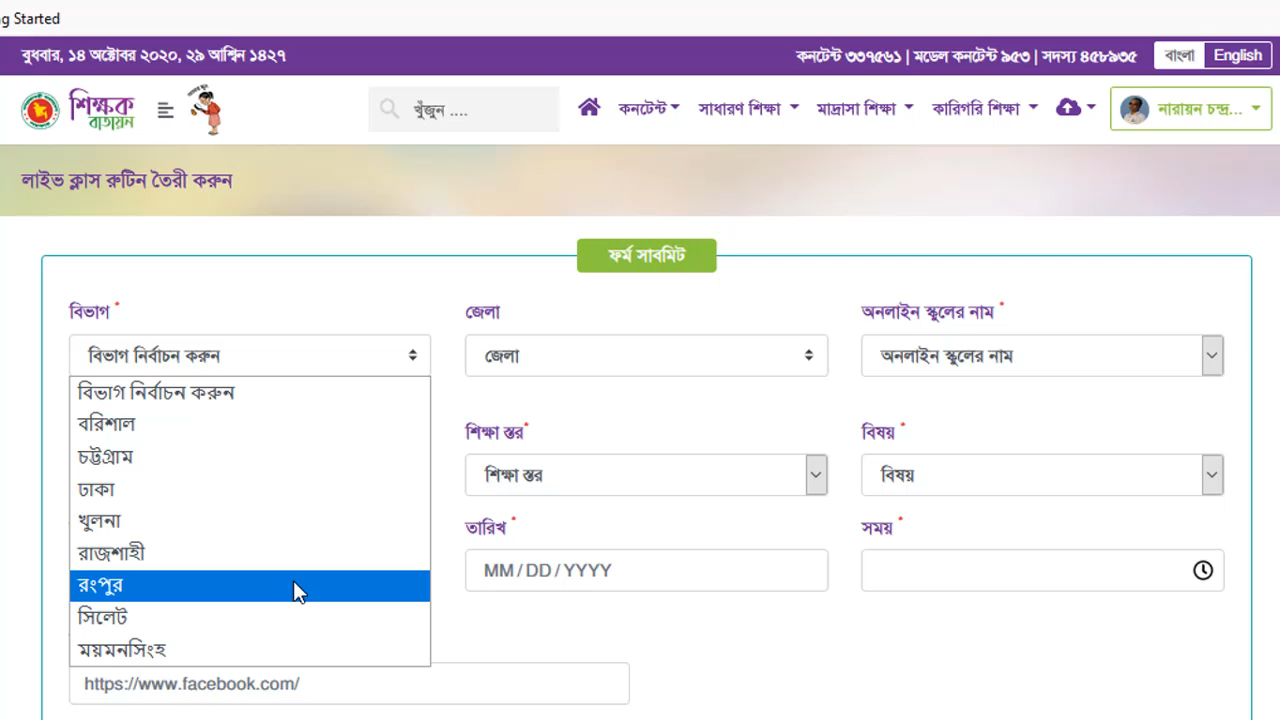 g Started
বুধবার, ১৪ অক্টোবর ২০২০, ২৯ আশ্বিন ১৪২৭
কনটেন্ট ৩৩৭৫৬১ | মডেল কনটেন্ট ৯৫৩ | সদস্য ৪৫৮৯৩৫
বাংলা English
শিক্ষক
বাতায়ন
খুঁজুন ....
কনটেন্ট সাধারণ শিক্ষা মাদ্রাসা শিক্ষা কারিগরি শিক্ষা নারায়ন চন্দ্র...
লাইভ ক্লাস রুটিন তৈরী করুন
ফর্ম সাবমিট
বিভাগ * জেলা অনলাইন স্কুলের নাম *
বিভাগ নির্বাচন করুন জেলা অনলাইন স্কুলের নাম
বিভাগ নির্বাচন করুন
বরিশাল
চট্টগ্রাম
ঢাকা
খুলনা
রাজশাহী
রংপুর
সিলেট
ময়মনসিংহ
শিক্ষা স্তর* বিষয় *
শিক্ষা স্তর বিষয়
তারিখ * সময় *
MM / DD / YYYY
https://www.facebook.com/